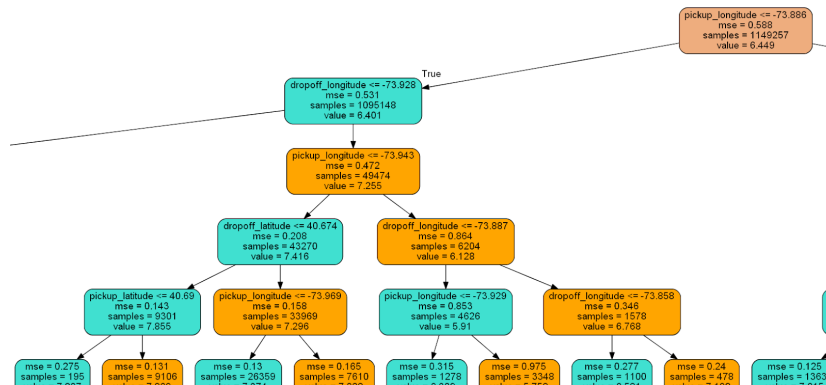 pickup_longitude <= -73.886
mse = 0.588
samples = 1149257
value = 6.449
True
dropoff_longitude <= -73.928
mse = 0.531
samples = 1095148
value = 6.401
pickup_longitude <= -73.943
mse = 0.472
samples = 49474
value = 7.255
dropoff_latitude <= 40.674
mse = 0.208
samples = 43270
value = 7.416
dropoff_longitude <= -73.887
mse = 0.864
samples = 6204
value = 6.128
pickup_latitude <= 40.69
mse = 0.143
samples = 9301
value = 7.855
pickup_longitude <= -73.969
mse = 0.158
samples = 33969
value = 7.296
pickup_longitude <= -73.929
mse = 0.853
samples = 4626
value = 5.91
dropoff_longitude <= -73.858
mse = 0.346
samples = 1578
value = 6.768
mse = 0.275
samples = 195
mse = 0.131
samples = 9106
mse = 0.13
samples = 26359
mse = 0.165
samples = 7610
mse = 0.315
samples = 1278
mse = 0.975
samples = 3348
mse = 0.277
samples = 1100
mse = 0.24
samples = 478
mse = 0.125
samples = 1363